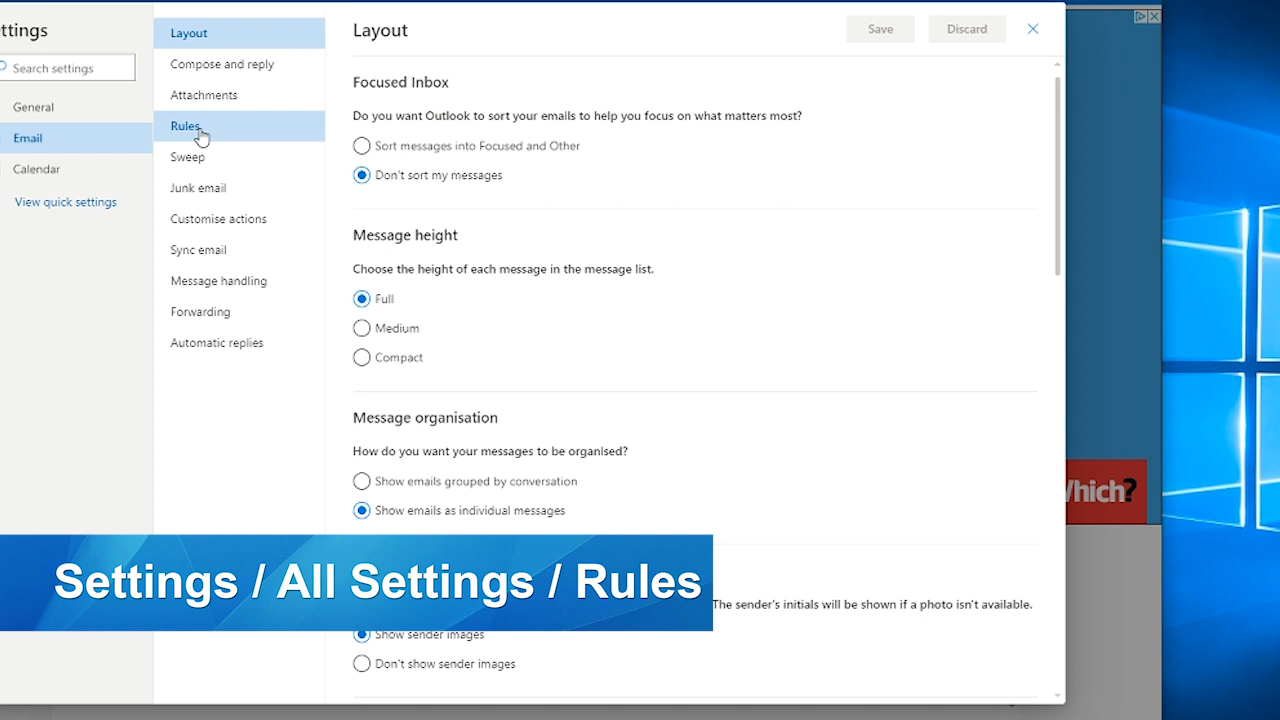 ttings
Search settings
General
Email
Calendar
View quick settings
Layout
Compose and reply
Attachments
Rules
Sweep
Junk email
Customise actions
Sync email
Message handling
Forwarding
Automatic replies
Layout
Save
Discard
Focused Inbox
Do you want Outlook to sort your emails to help you focus on what matters most?
Sort messages into Focused and Other
Don't sort my messages
Message height
Choose the height of each message in the message list.
Full
Medium
Compact
Message organisation
How do you want your messages to be organised?
Show emails grouped by conversation
Show emails as individual messages
The sender's initials will be shown if a photo isn't available.
Show sender images
Don't show sender images
Settings / All Settings / Rules
Which?